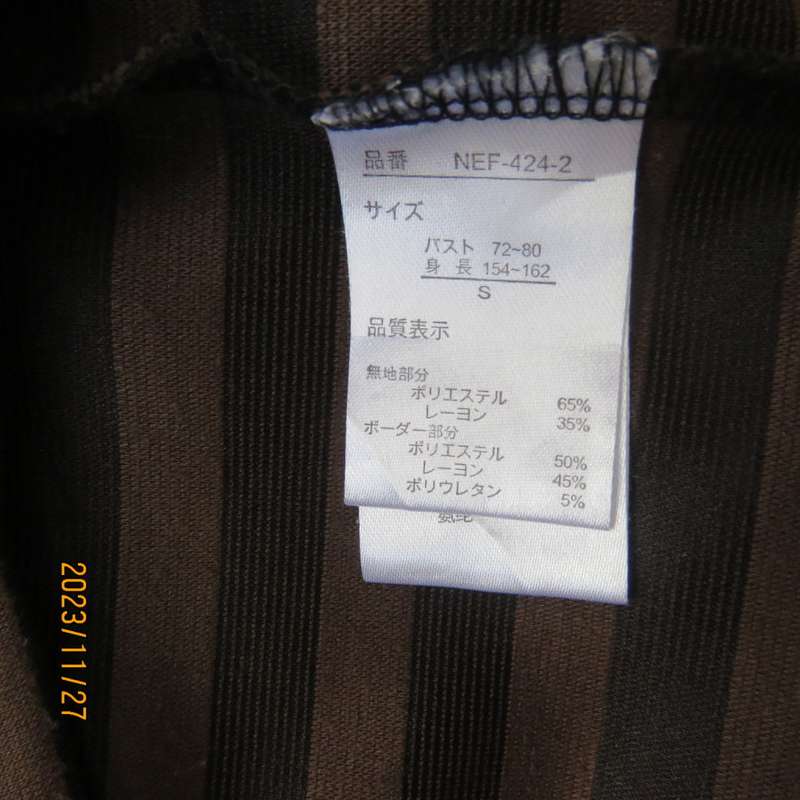 品番 NEF-424-2
サイズ
バスト 72~80
身 長 154~162
S
品質表示
無地部分
ポリエステル 65%
レーヨン 35%
ボーダー部分
ポリエステル 50%
レーヨン 45%
ポリウレタン 5%
2023/11/27